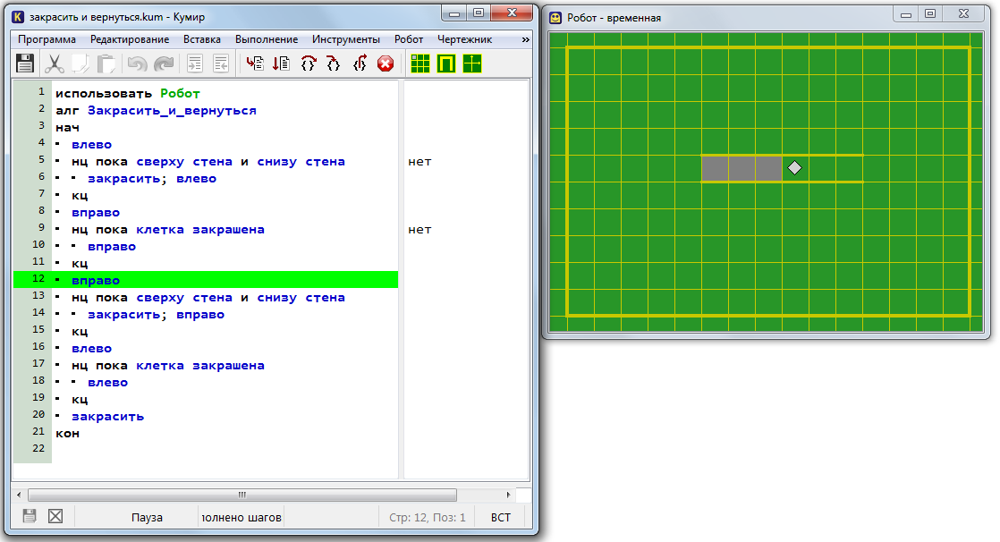 закрасить и вернуться.kum - Кумир
Программа Редактирование Вставка Выполнение Инструменты Робот Чертежник »
1 использовать Робот
2 алг Закрасить_и_вернуться
3 нач
4 влево
5 нц пока сверху стена и снизу стена нет
6 закрасить; влево
7 кц
8 вправо
9 нц пока клетка закрашена нет
10 вправо
11 кц
12 вправо
13 нц пока сверху стена и снизу стена
14 закрасить; вправо
15 кц
16 влево
17 нц пока клетка закрашена
18 влево
19 кц
20 закрасить
21 кон
22
Пауза олнено шагов Стр: 12, Поз: 1 ВСТ
Робот - временная